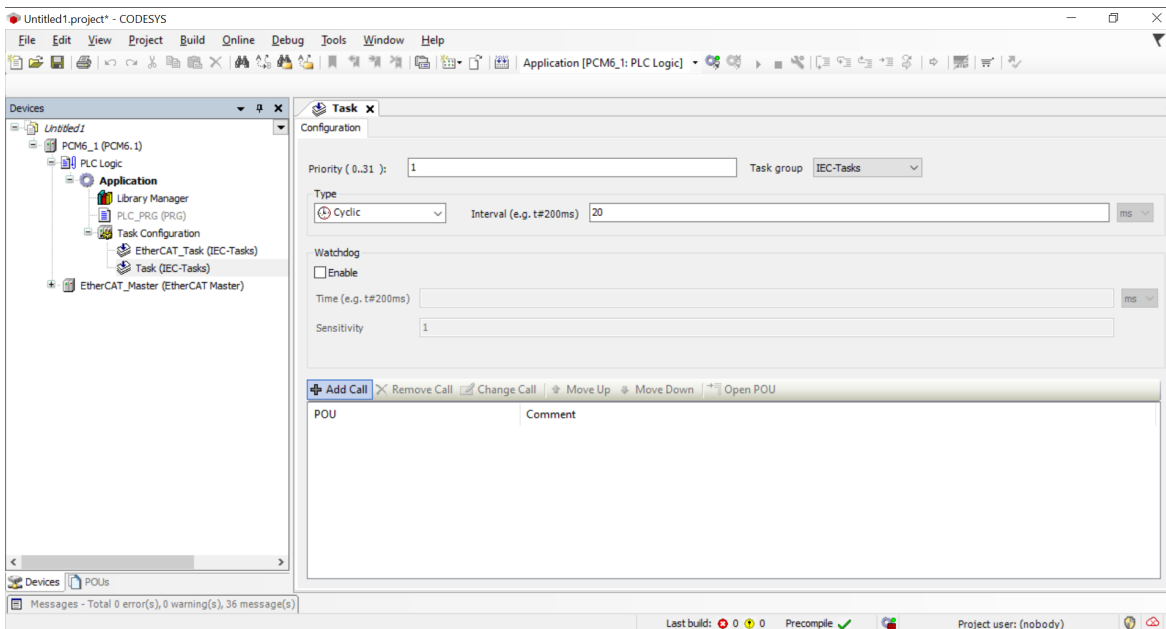 Untitled1.project* - CODESYS
File Edit View Project Build Online Debug Tools Window Help
Application [PCM6_1: PLC Logic]
Devices
Untitled1
PCM6_1 (PCM6.1)
PLC Logic
Application
Library Manager
PLC_PRG (PRG)
Task Configuration
EtherCAT_Task (IEC-Tasks)
Task (IEC-Tasks)
EtherCAT_Master (EtherCAT Master)
Devices POUs
Task
Configuration
Priority ( 0..31 ): 1 Task group IEC-Tasks
Type
Cyclic Interval (e.g. t#200ms) 20 ms
Watchdog
Enable
Time (e.g. t#200ms) ms
Sensitivity 1
Add Call Remove Call Change Call Move Up Move Down Open POU
POU Comment
Messages - Total 0 error(s), 0 warning(s), 36 message(s)
Last build: 0 0 Precompile Project user: (nobody)